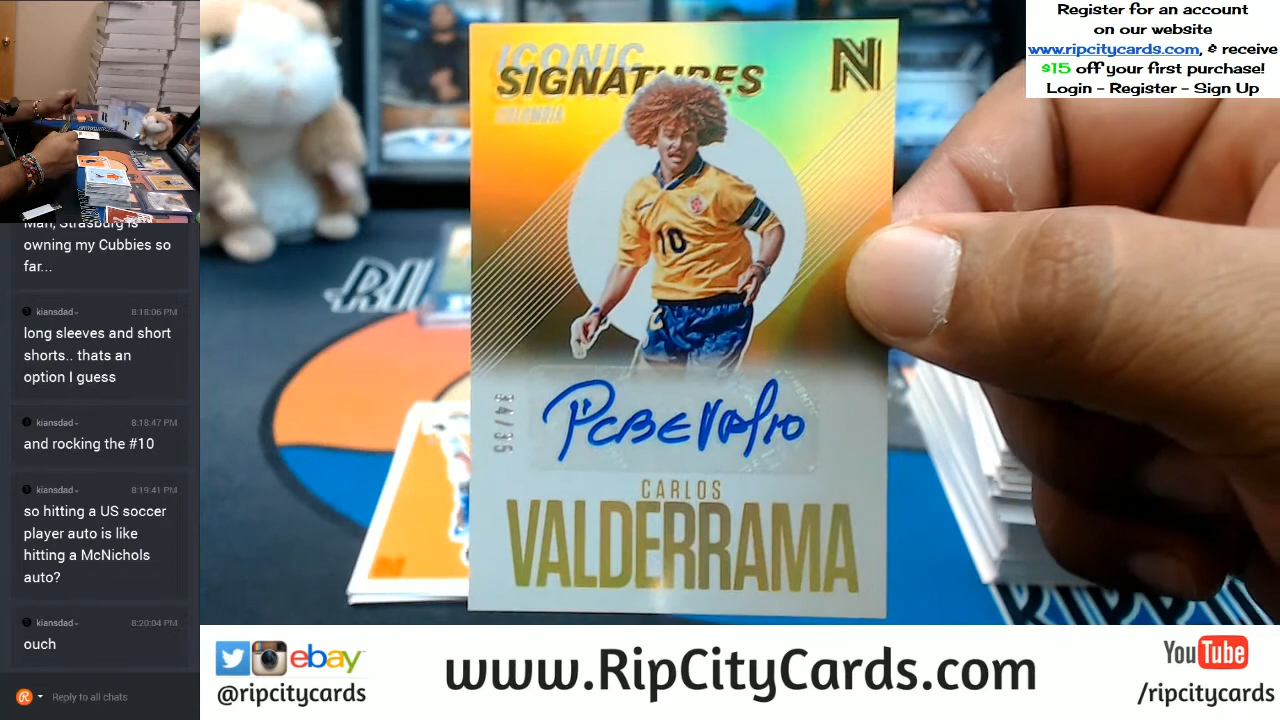 Register for an account
on our website
www.ripcitycards.com, & receive
$15 off your first purchase!
Login - Register - Sign Up
Man, Strasburg is
owning my Cubbies so
far...
kiansdad 8:18:06 PM
long sleeves and short
shorts.. thats an
option I guess
kiansdad 8:18:47 PM
and rocking the #10
kiansdad 8:19:41 PM
so hitting a US soccer
player auto is like
hitting a McNichols
auto?
kiansdad 8:20:04 PM
ouch
Reply to all chats
ICONIC
SIGNATURES
N
COLOMBIA
10
34/35
CARLOS
VALDERRAMA
ebay
@ripcitycards
www.RipCityCards.com
YouTube
/ripcitycards